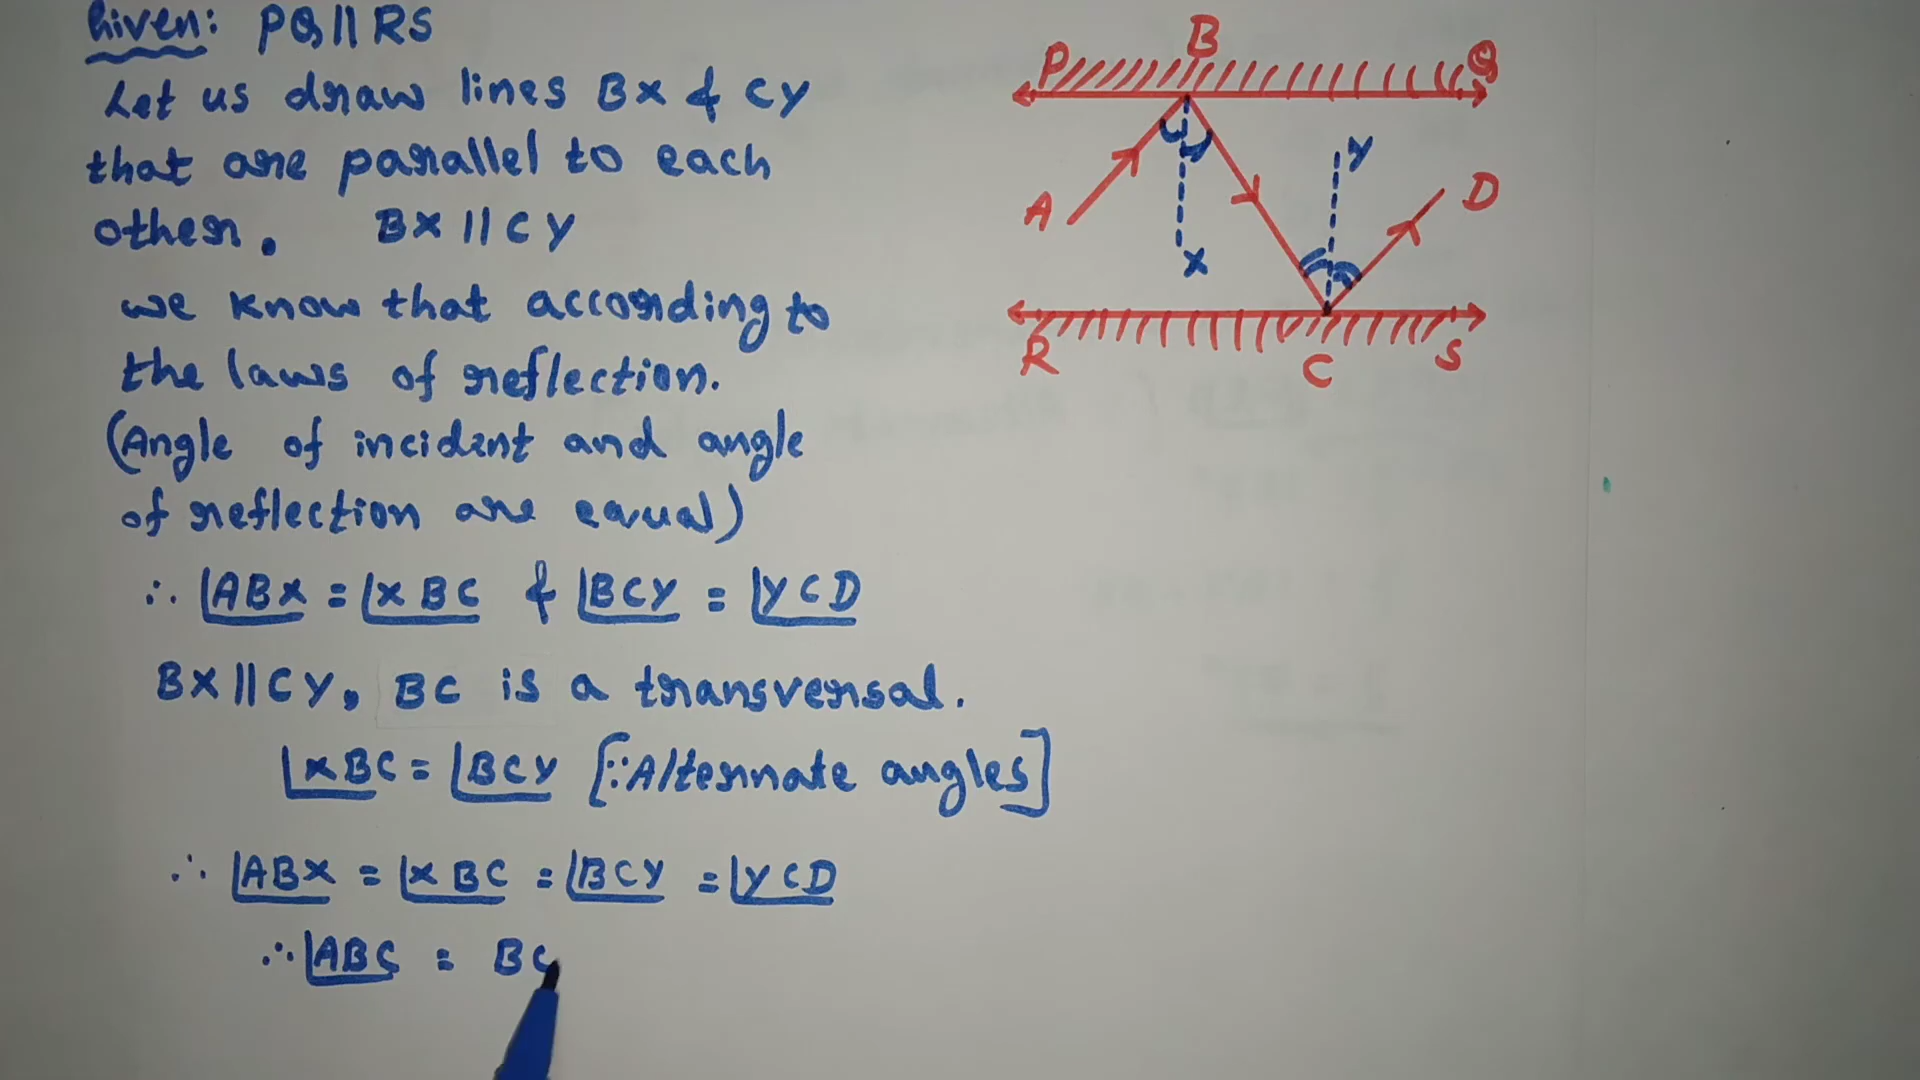 Given: PQ || RS
Let us draw lines BX & CY
that are parallel to each
other. BX || CY
we know that according to
the laws of reflection.
(Angle of incident and angle
of reflection are equal)
∴ ∠ABX = ∠XBC & ∠BCY = ∠YCD
BX || CY, BC is a transversal.
∠XBC = ∠BCY [∵ Alternate angles]
∴ ∠ABX = ∠XBC = ∠BCY = ∠YCD
∴ ∠ABC = BC
P B Q
Y
A D
X
R C S